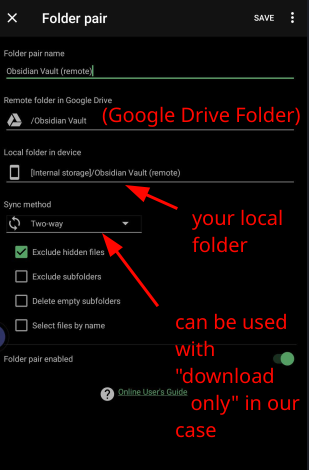 Folder pair
SAVE
Folder pair name
Obsidian Vault (remote)
Remote folder in Google Drive
/Obsidian Vault
(Google Drive Folder)
Local folder in device
[Internal storage]/Obsidian Vault (remote)
your local
folder
Sync method
Two-way
Exclude hidden files
Exclude subfolders
Delete empty subfolders
Select files by name
can be used
with
"download
only" in our
case
Folder pair enabled
Online User's Guide